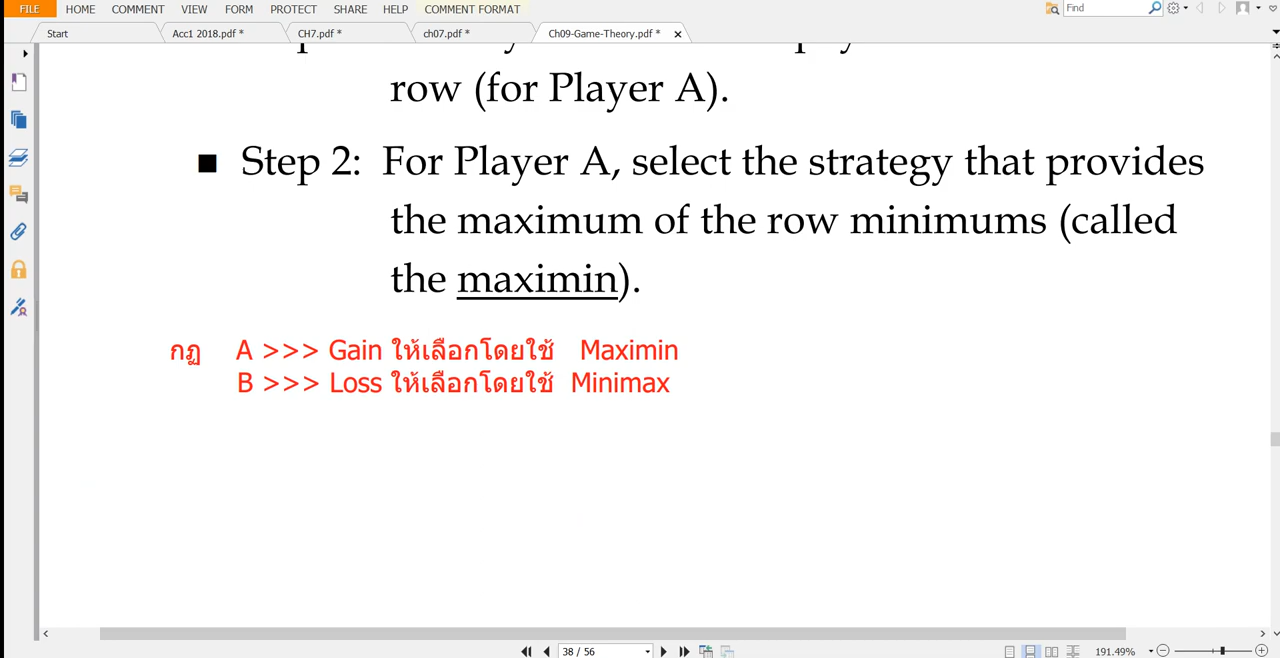 FILE HOME COMMENT VIEW FORM PROTECT SHARE HELP COMMENT FORMAT Find
Start Acc1 2018.pdf * CH7.pdf * ch07.pdf * Ch09-Game-Theory.pdf *
row (for Player A).
■ Step 2: For Player A, select the strategy that provides
the maximum of the row minimums (called
the maximin).
กฎ A >>> Gain ให้เลือกโดยใช้ Maximin
B >>> Loss ให้เลือกโดยใช้ Minimax
38 / 56 191.49%